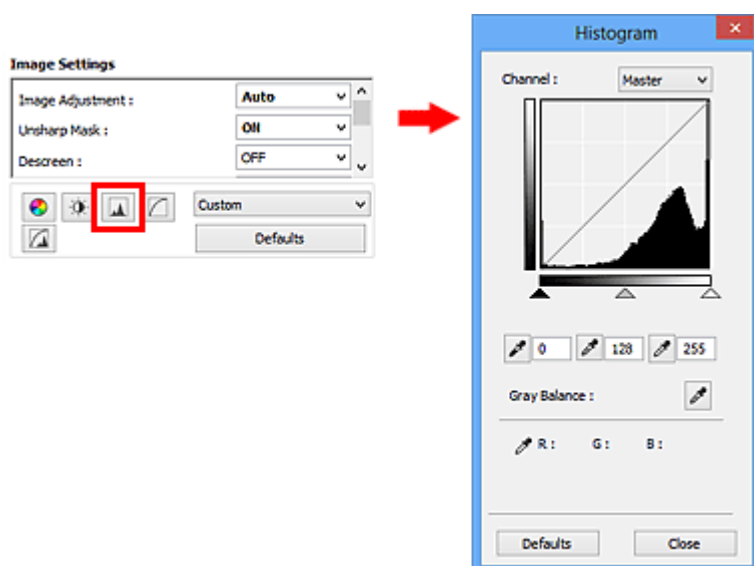 Image Settings
Image Adjustment :
Auto
Unsharp Mask :
ON
Descreen :
OFF
Custom
Defaults
Histogram
Channel :
Master
0
128
255
Gray Balance :
R :
G :
B :
Defaults
Close